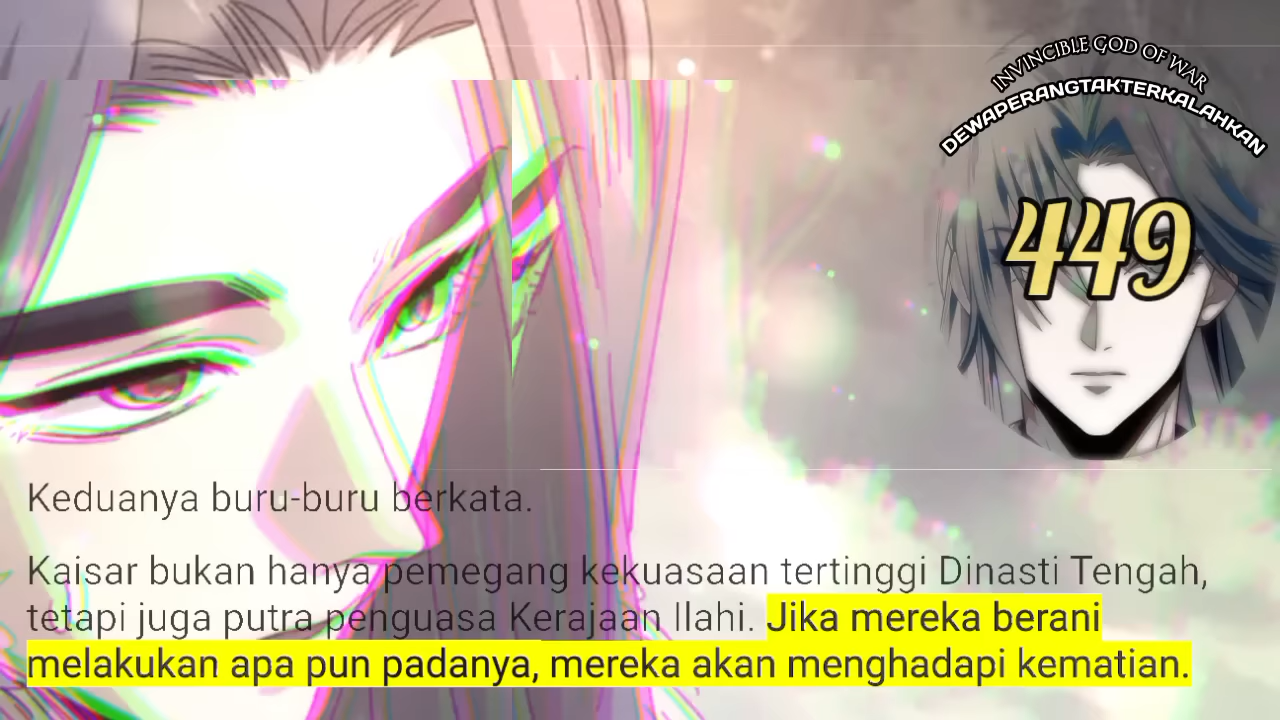 INVINCIBLE GOD OF WAR
DEWAPERANGTAKTERKALAHKAN
449
Keduanya buru-buru berkata.
Kaisar bukan hanya pemegang kekuasaan tertinggi Dinasti Tengah,
tetapi juga putra penguasa Kerajaan Ilahi. Jika mereka berani
melakukan apa pun padanya, mereka akan menghadapi kematian.